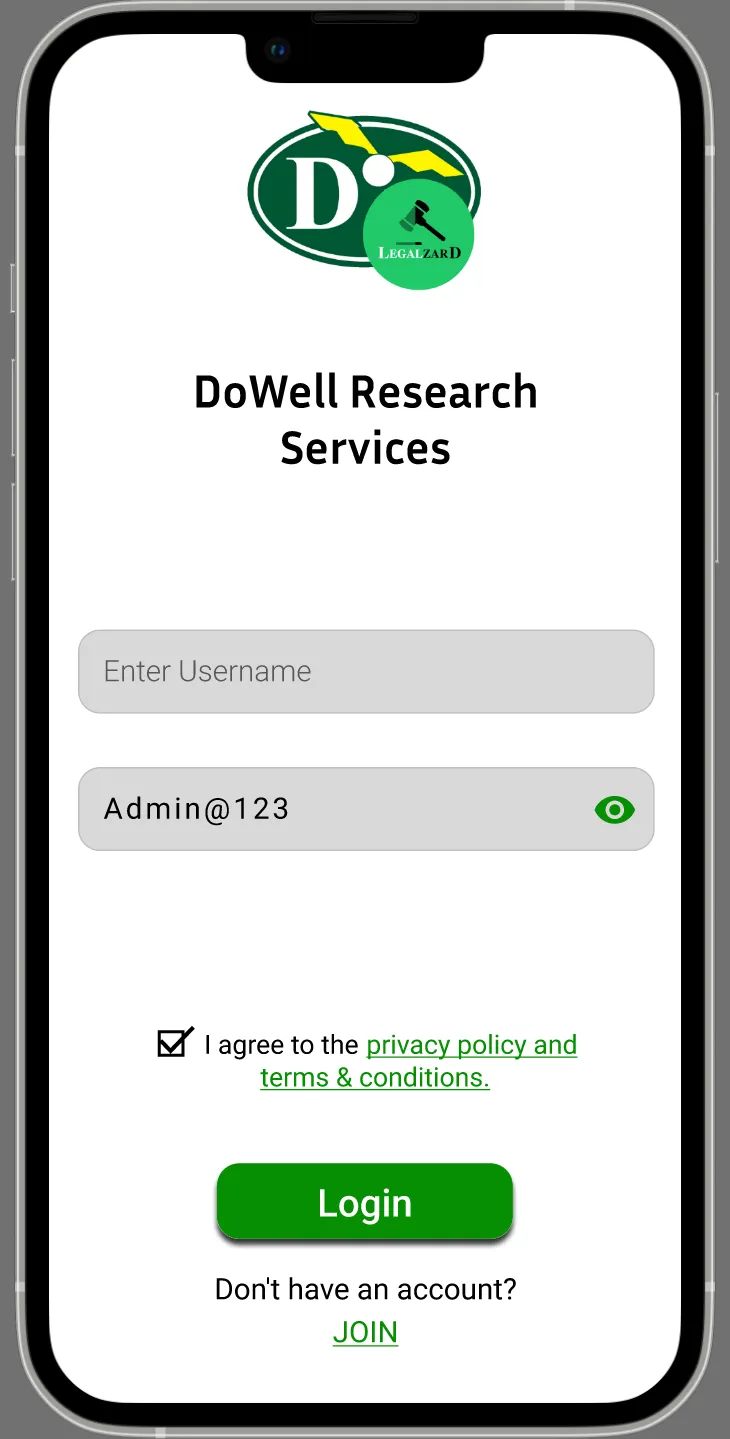 D
LEGALZARD
DoWell Research
Services
Enter Username
Admin@123
I agree to the privacy policy and
terms & conditions.
Login
Don't have an account?
JOIN